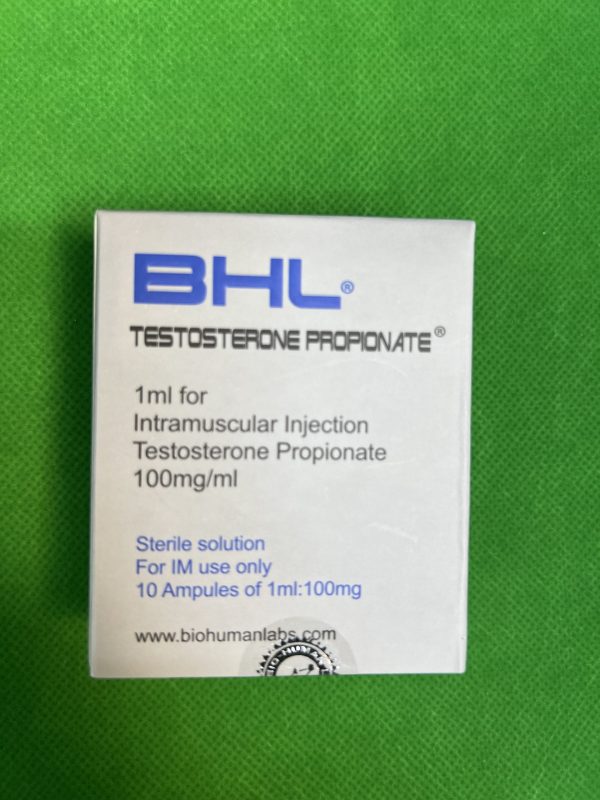 BHL®
TESTOSTERONE PROPIONATE®
1ml for
Intramuscular Injection
Testosterone Propionate
100mg/ml
Sterile solution
For IM use only
10 Ampules of 1ml:100mg
www.biohumanlabs.com